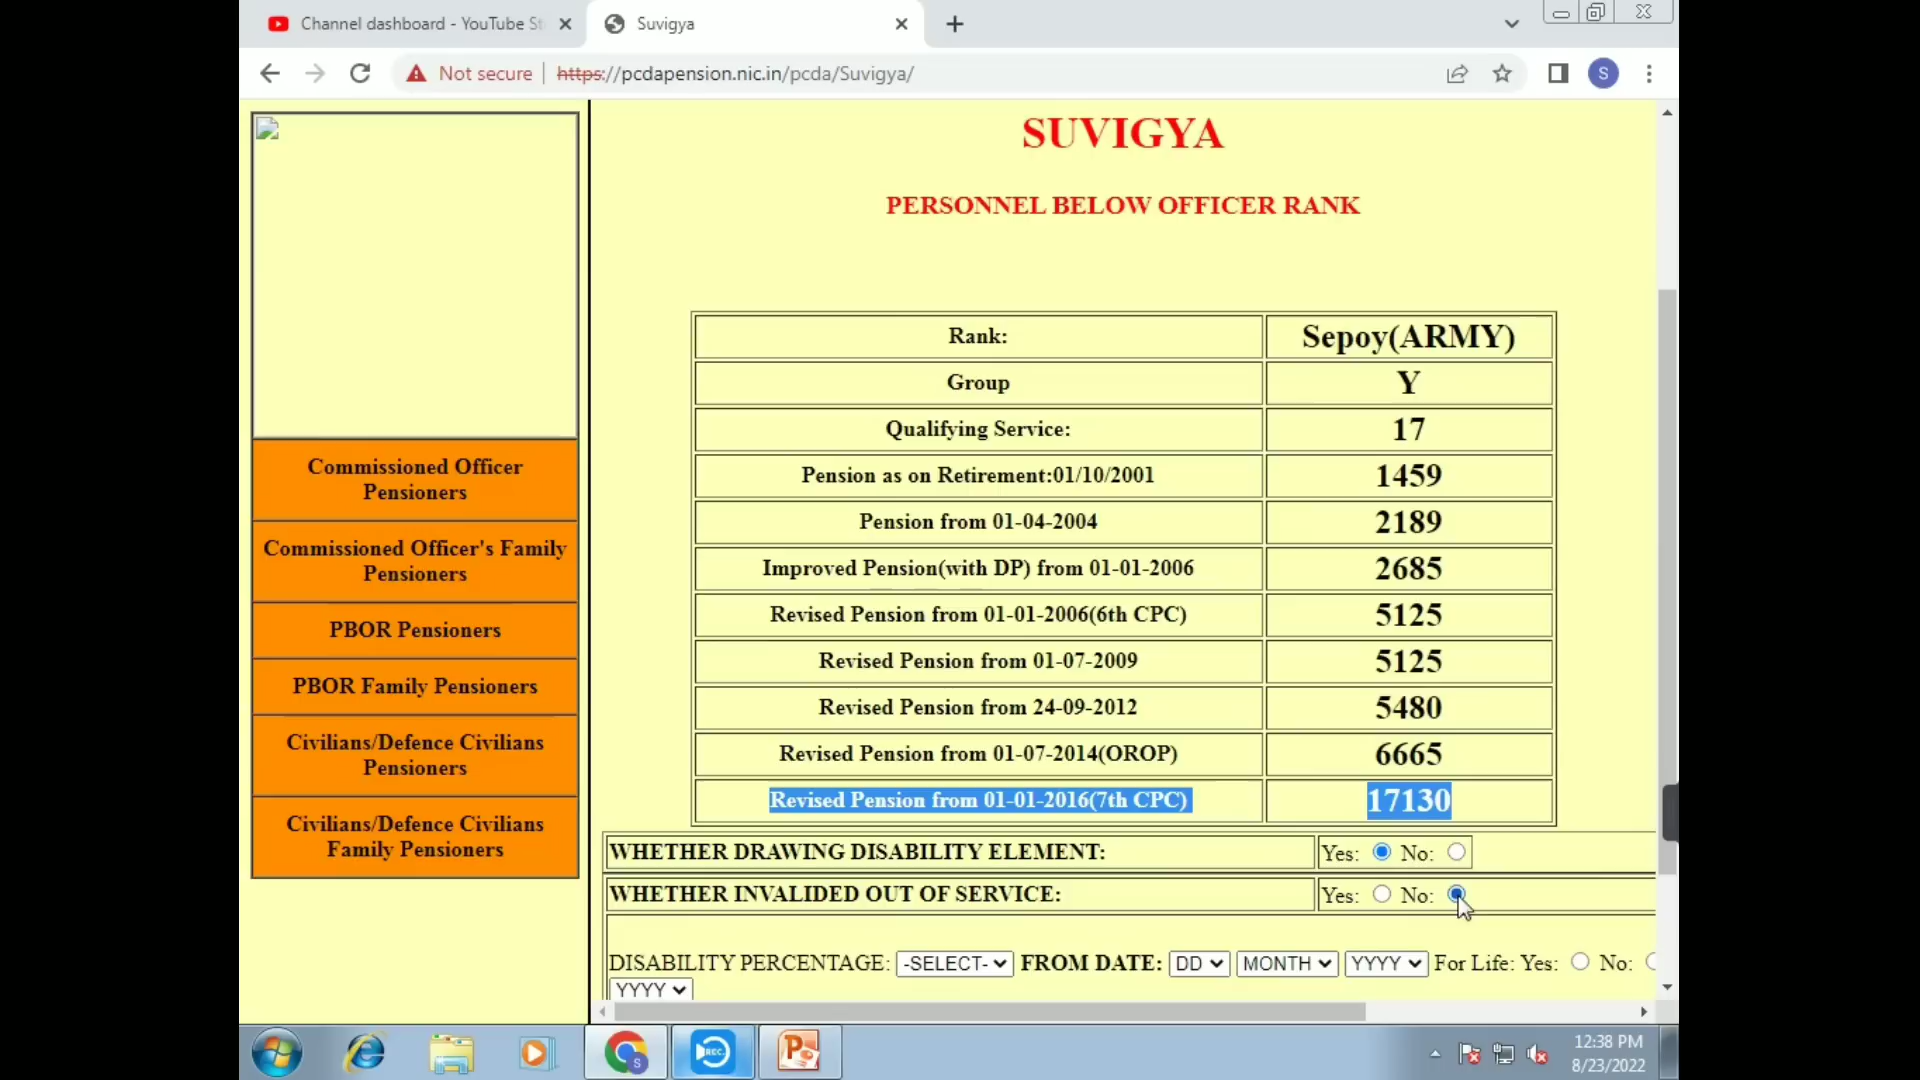 Channel dashboard - YouTube St
Suvigya
Not secure
https://pcdapension.nic.in/pcda/Suvigya/
S
SUVIGYA
PERSONNEL BELOW OFFICER RANK
Commissioned Officer
Pensioners
Commissioned Officer's Family
Pensioners
PBOR Pensioners
PBOR Family Pensioners
Civilians/Defence Civilians
Pensioners
Civilians/Defence Civilians
Family Pensioners
Rank: Sepoy(ARMY)
Group Y
Qualifying Service: 17
Pension as on Retirement:01/10/2001 1459
Pension from 01-04-2004 2189
Improved Pension(with DP) from 01-01-2006 2685
Revised Pension from 01-01-2006(6th CPC) 5125
Revised Pension from 01-07-2009 5125
Revised Pension from 24-09-2012 5480
Revised Pension from 01-07-2014(OROP) 6665
Revised Pension from 01-01-2016(7th CPC) 17130
WHETHER DRAWING DISABILITY ELEMENT: Yes: No:
WHETHER INVALIDED OUT OF SERVICE: Yes: No:
DISABILITY PERCENTAGE: -SELECT- FROM DATE: DD MONTH YYYY For Life: Yes: No:
YYYY
S
REC
P
12:38 PM
8/23/2022